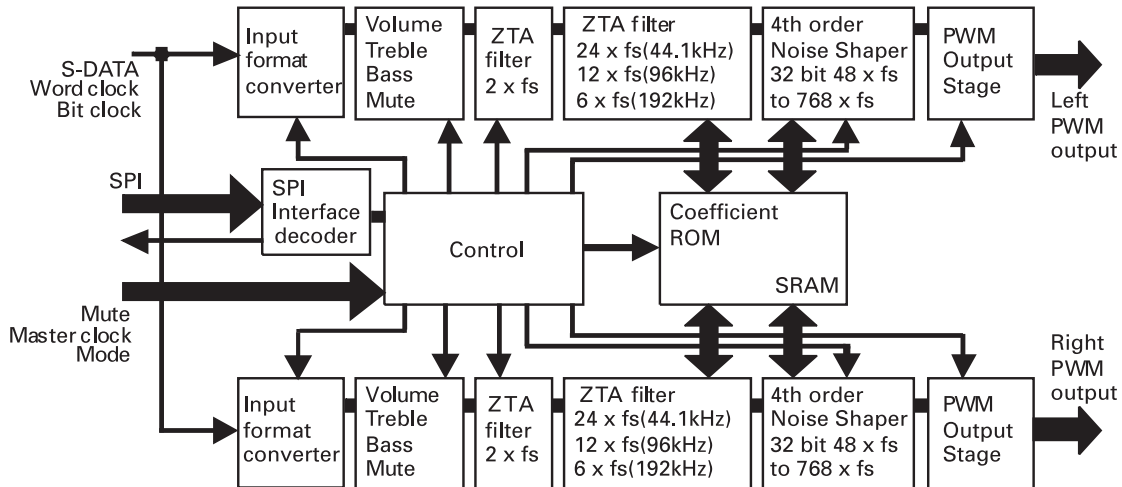 S-DATA
Word clock
Bit clock
Input
format
converter
Volume
Treble
Bass
Mute
ZTA
filter
2 x fs
ZTA filter
24 x fs(44.1kHz)
12 x fs(96kHz)
6 x fs(192kHz)
4th order
Noise Shaper
32 bit 48 x fs
to 768 x fs
PWM
Output
Stage
Left
PWM
output
SPI
SPI
Interface
decoder
Control
Coefficient
ROM
SRAM
Mute
Master clock
Mode
Input
format
converter
Volume
Treble
Bass
Mute
ZTA
filter
2 x fs
ZTA filter
24 x fs(44.1kHz)
12 x fs(96kHz)
6 x fs(192kHz)
4th order
Noise Shaper
32 bit 48 x fs
to 768 x fs
PWM
Output
Stage
Right
PWM
output